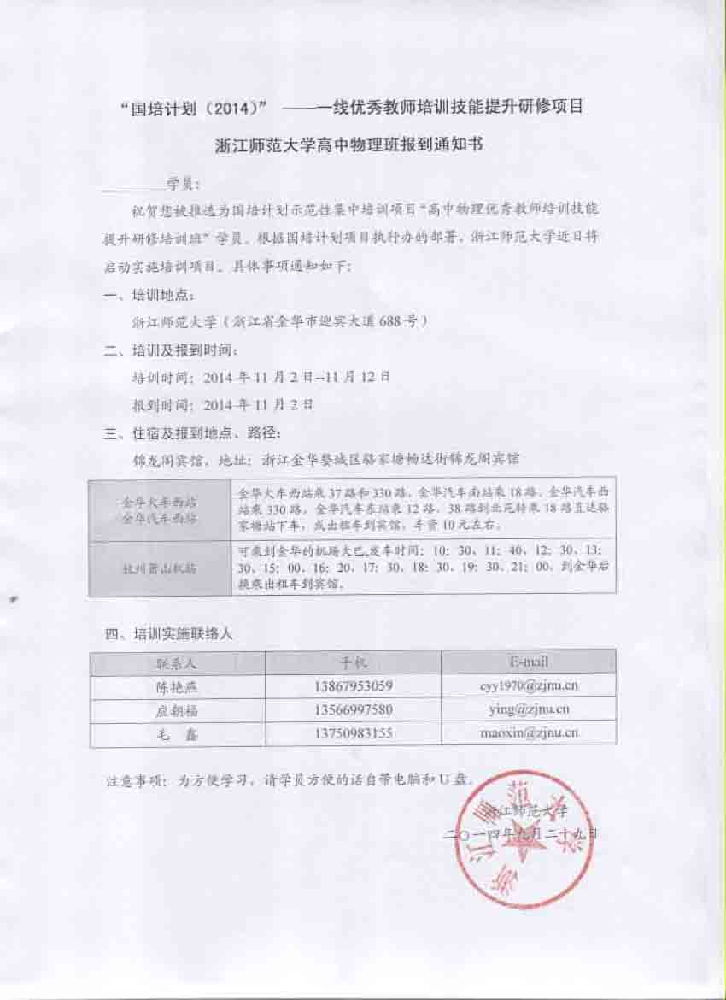 “国培计划（2014）” ——一线优秀教师培训技能提升研修项目
浙江师范大学高中物理班报到通知书
________学员：
祝贺您被推选为国培计划示范性集中培训项目“高中物理优秀教师培训技能
提升研修培训班”学员。根据国培计划项目执行办的部署，浙江师范大学近日将
启动实施培训项目。具体事项通知如下：
一、培训地点：
浙江师范大学（浙江省金华市迎宾大道 688 号）
二、培训及报到时间：
培训时间：2014 年 11 月 2 日--11 月 12 日
报到时间：2014 年 11 月 2 日
三、住宿及报到地点、路径：
锦龙阁宾馆，地址：浙江金华婺城区骆家塘畅达街锦龙阁宾馆
金华火车西站
金华汽车西站
金华火车西站乘 37 路和 330 路，金华汽车南站乘 18 路，金华汽车西
站乘 330 路，金华汽车东站乘 12 路、38 路到北苑转乘 18 路直达骆
家塘站下车，或出租车到宾馆，车资 10 元左右。
杭州萧山机场
可乘到金华的机场大巴,发车时间：10：30、11：40、12：30、13：
30、15：00、16：20、17：30、18：30、19：30、21：00，到金华后
换乘出租车到宾馆。
四、培训实施联络人
联系人 手机 E-mail
陈艳燕 13867953059 cyy1970@zjnu.cn
应朝福 13566997580 ying@zjnu.cn
毛 鑫 13750983155 maoxin@zjnu.cn
注意事项：为方便学习，请学员方便的话自带电脑和 U 盘。
浙江师范大学
二〇一四年九月二十九日
浙江师范大学